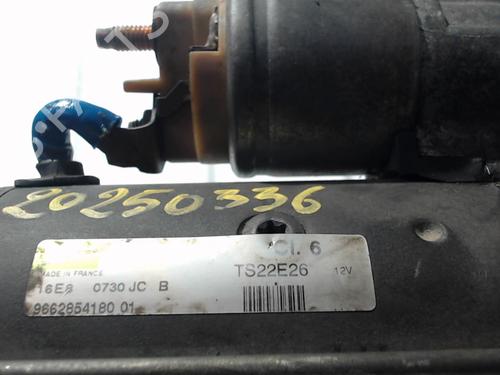 20250336
Cl. 6
MADE IN FRANCE
TS22E26 12V
16E8 0730 JC B
9662854180 01